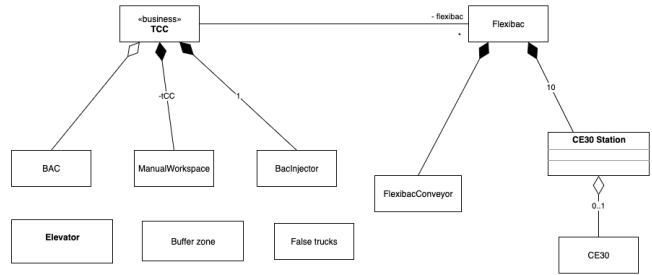 «business»
TCC
- flexibac
*
Flexibac
-tCC
1
10
BAC
ManualWorkspace
BacInjector
FlexibacConveyor
CE30 Station
0..1
Elevator
Buffer zone
False trucks
CE30